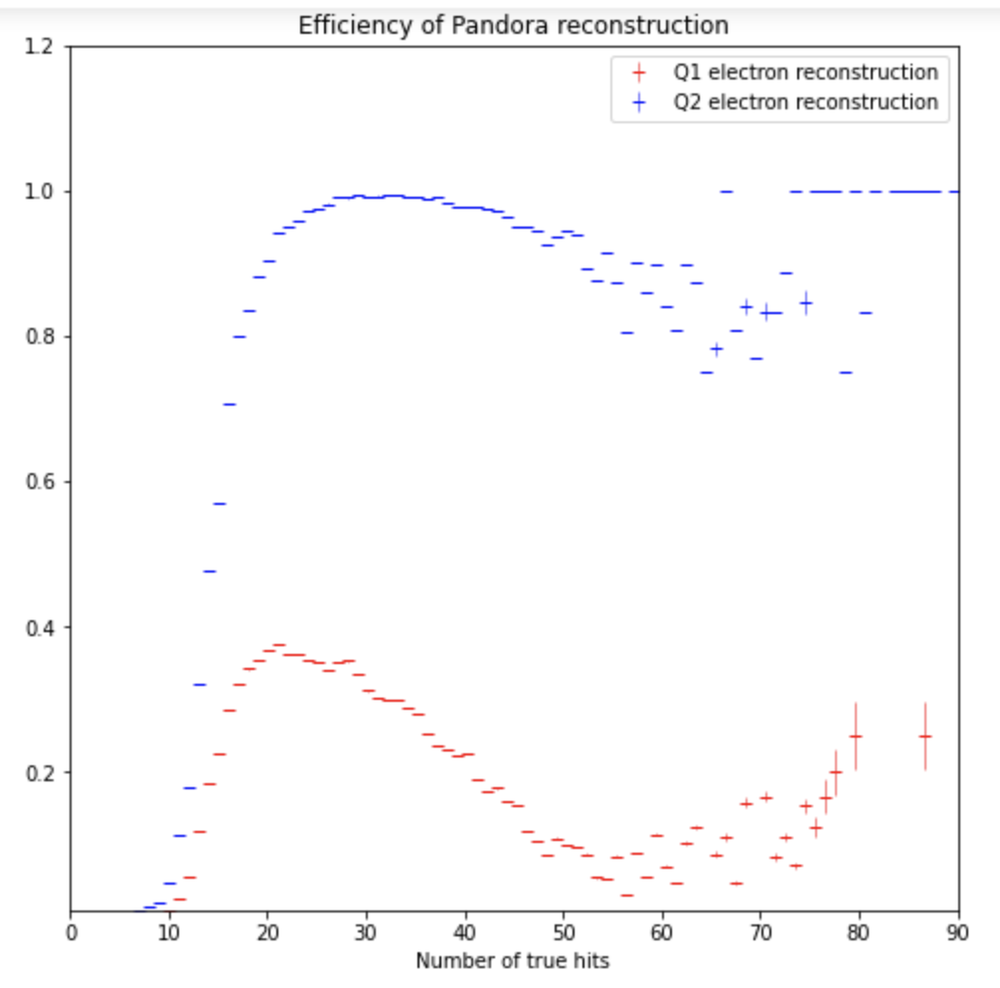 Efficiency of Pandora reconstruction
1.2
Q1 electron reconstruction
Q2 electron reconstruction
1.0
0.8
0.6
0.4
0.2
0 10 20 30 40 50 60 70 80 90
Number of true hits